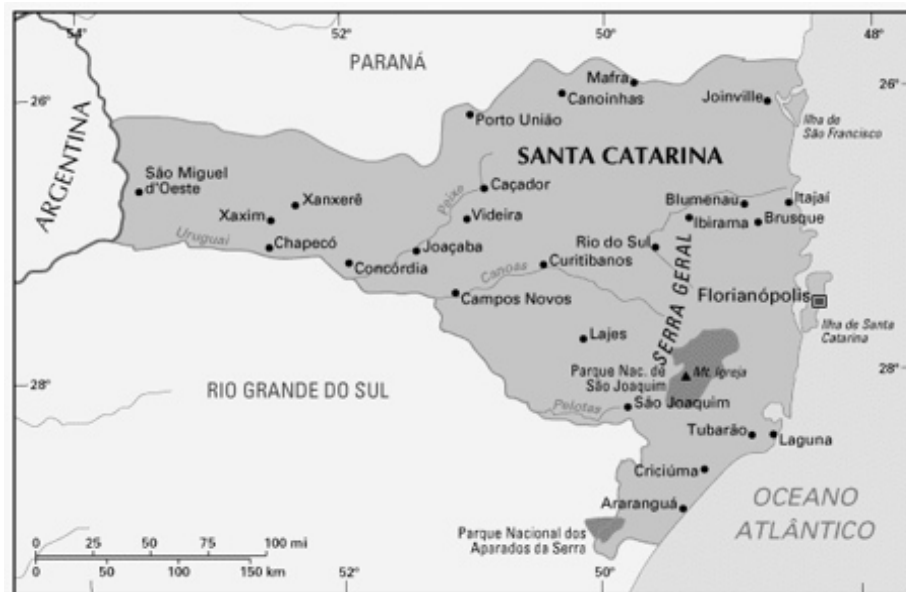 54°
52°
50°
48°
PARANÁ
Mafra
Canoinhas
Joinville
26°
26°
Porto União
Ilha de
São Francisco
ARGENTINA
SANTA CATARINA
São Miguel
d'Oeste
Caçador
Peixe
Xanxerê
Blumenau
Itajaí
Xaxim
Videira
Ibirama
Brusque
Uruguai
Chapecó
Joaçaba
Rio do Sul
Concórdia
Canoas
Curitibanos
SERRA GERAL
Campos Novos
Florianópolis
Lajes
Ilha de Santa
Catarina
Parque Nac. de
São Joaquim
Mt. Igreja
28°
28°
RIO GRANDE DO SUL
Pelotas
São Joaquim
Tubarão
Laguna
Criciúma
Araranguá
OCEANO
ATLÂNTICO
Parque Nacional dos
Aparados da Serra
0 25 50 75 100 mi
0 50 100 150 km
52°
50°